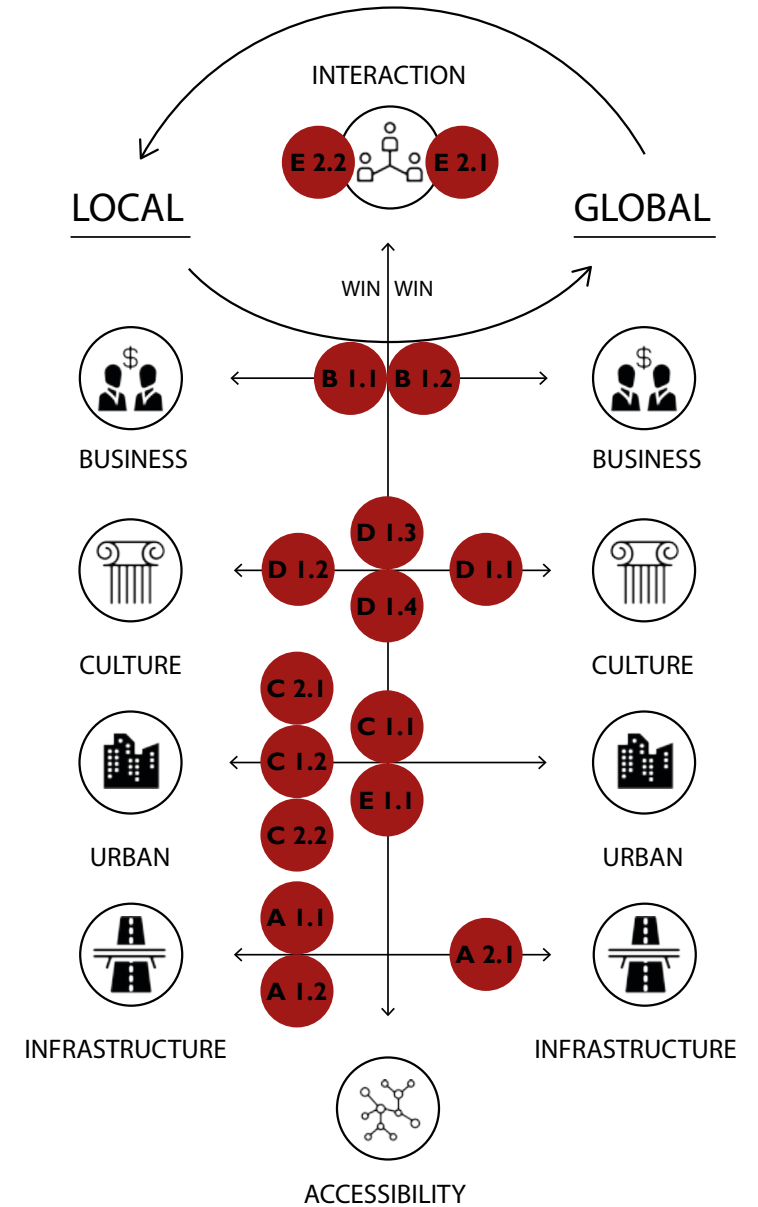 INTERACTION
E 2.2 E 2.1
LOCAL GLOBAL
WIN WIN
$ $
B 1.1 B 1.2
BUSINESS BUSINESS
D 1.3
D 1.2 D 1.1
D 1.4
CULTURE CULTURE
C 2.1
C 1.1
C 1.2
E 1.1
C 2.2
URBAN URBAN
A 1.1
A 2.1
A 1.2
INFRASTRUCTURE INFRASTRUCTURE
ACCESSIBILITY